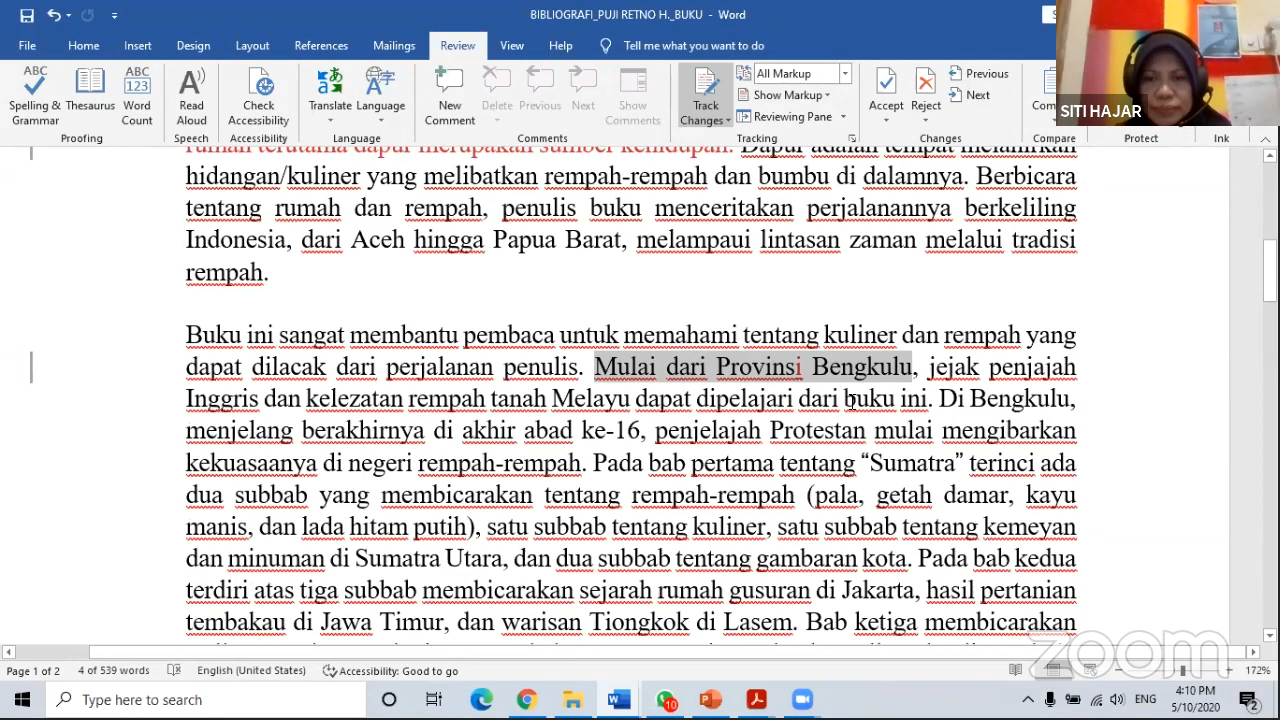 BIBLIOGRAFI_PUJI RETNO H._BUKU - Word
File Home Insert Design Layout References Mailings Review View Help Tell me what you want to do
Spelling & Grammar
Thesaurus
Word Count
Read Aloud
Check Accessibility
Translate
Language
New Comment
Delete
Previous
Next
Show Comments
Track Changes
All Markup
Show Markup
Reviewing Pane
Accept
Reject
Previous
Next
SITI HAJAR
Proofing Speech Accessibility Language Comments Tracking Changes Compare Protect Ink
rumah terutama dapur merupakan sumber kehidupan. Dapur adalah tempat melahirkan
hidangan/kuliner yang melibatkan rempah-rempah dan bumbu di dalamnya. Berbicara
tentang rumah dan rempah, penulis buku menceritakan perjalanannya berkeliling
Indonesia, dari Aceh hingga Papua Barat, melampaui lintasan zaman melalui tradisi
rempah.
Buku ini sangat membantu pembaca untuk memahami tentang kuliner dan rempah yang
dapat dilacak dari perjalanan penulis. Mulai dari Provinsi Bengkulu, jejak penjajah
Inggris dan kelezatan rempah tanah Melayu dapat dipelajari dari buku ini. Di Bengkulu,
menjelang berakhirnya di akhir abad ke-16, penjelajah Protestan mulai mengibarkan
kekuasaanya di negeri rempah-rempah. Pada bab pertama tentang “Sumatra” terinci ada
dua subbab yang membicarakan tentang rempah-rempah (pala, getah damar, kayu
manis, dan lada hitam putih), satu subbab tentang kuliner, satu subbab tentang kemeyan
dan minuman di Sumatra Utara, dan dua subbab tentang gambaran kota. Pada bab kedua
terdiri atas tiga subbab membicarakan sejarah rumah gusuran di Jakarta, hasil pertanian
tembakau di Jawa Timur, dan warisan Tiongkok di Lasem. Bab ketiga membicarakan
zoom
Page 1 of 2 4 of 539 words English (United States) Accessibility: Good to go 172%
Type here to search
10
ENG
4:10 PM
5/10/2020
2